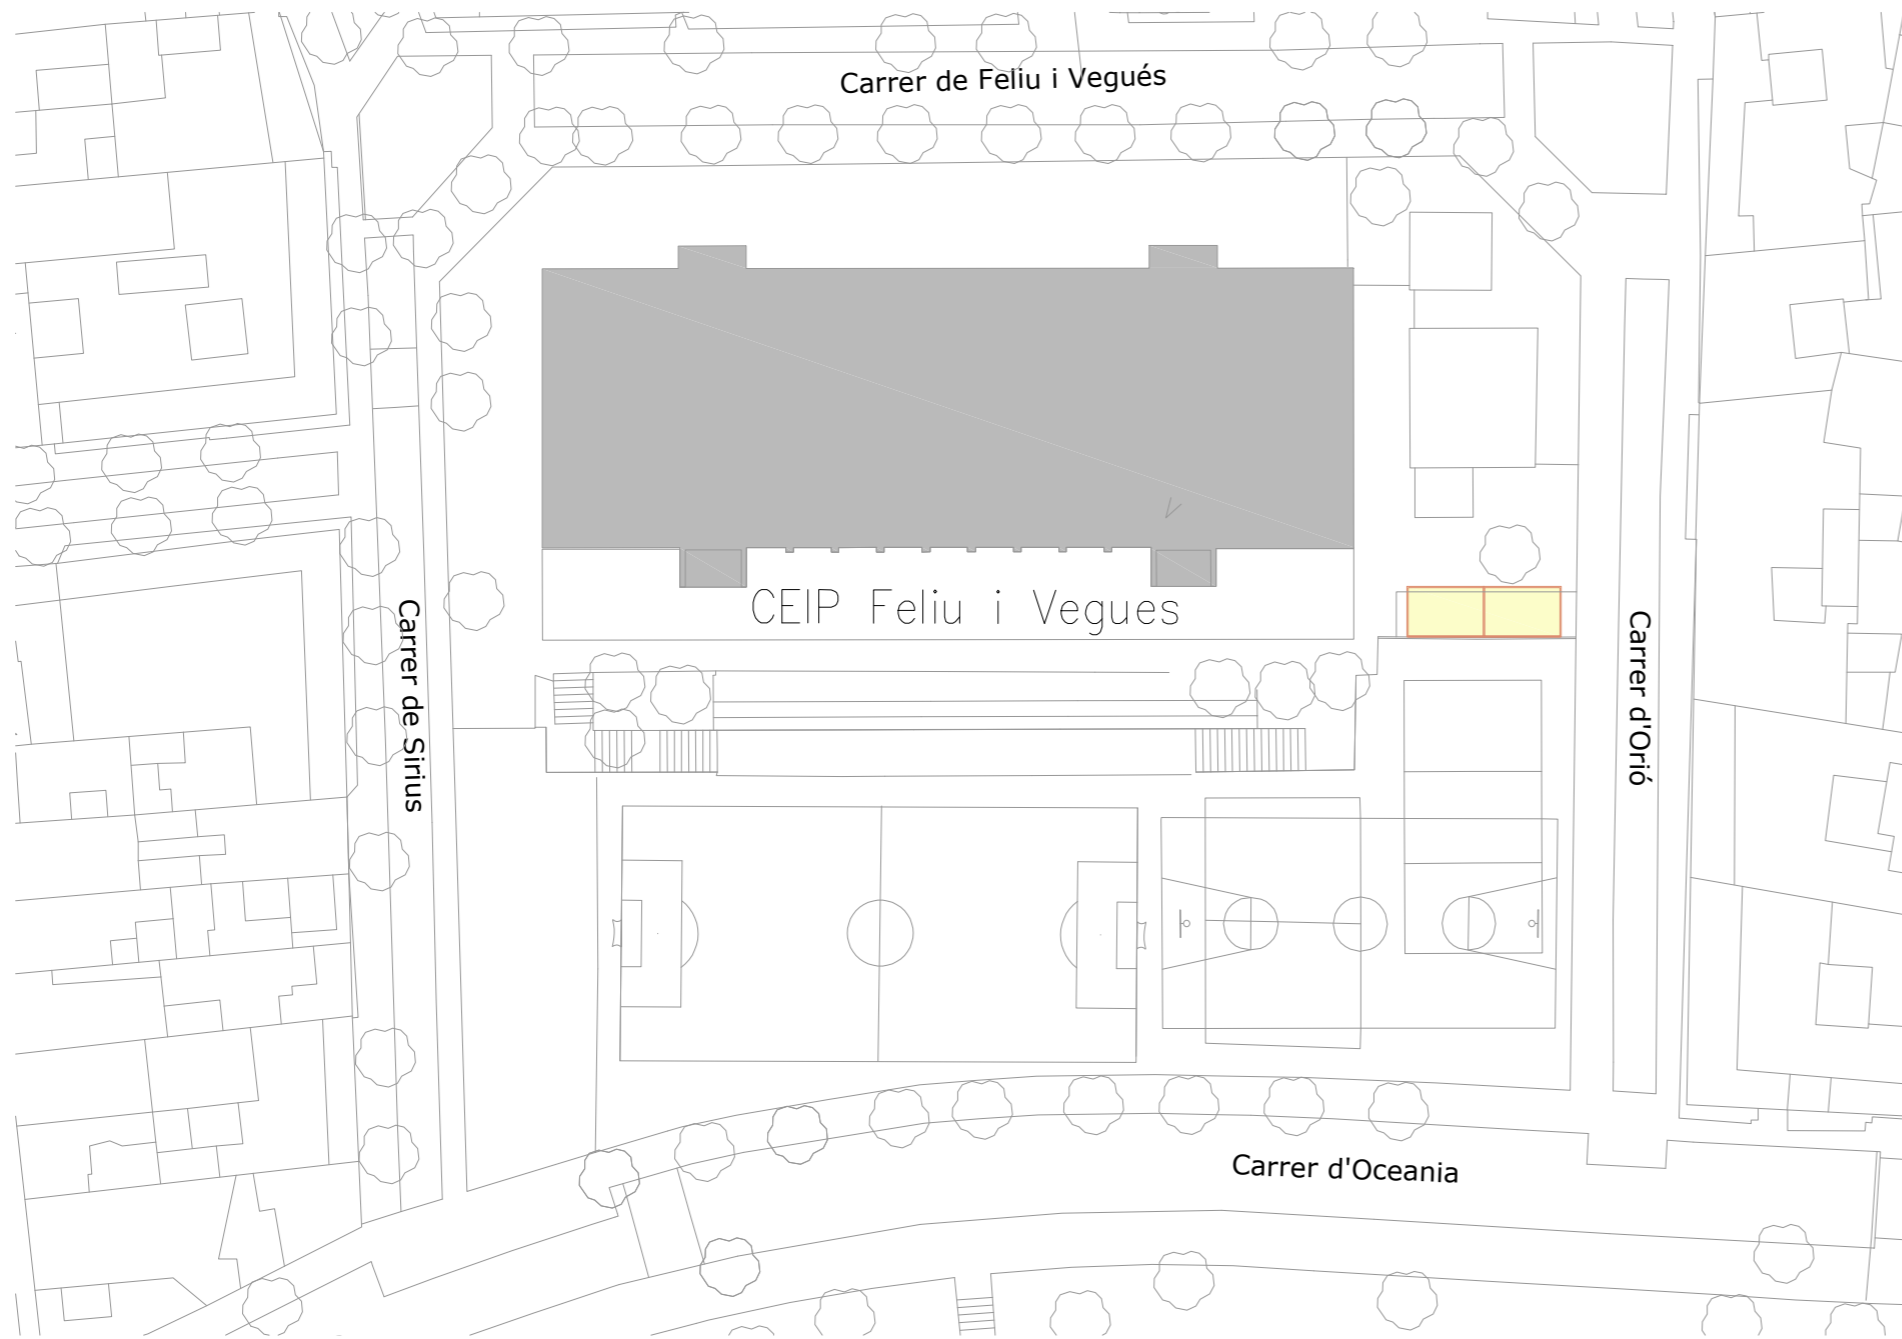 Carrer de Feliu i Vegués
CEIP Feliu i Vegues
Carrer de Sirius
Carrer d'Orió
Carrer d'Oceania